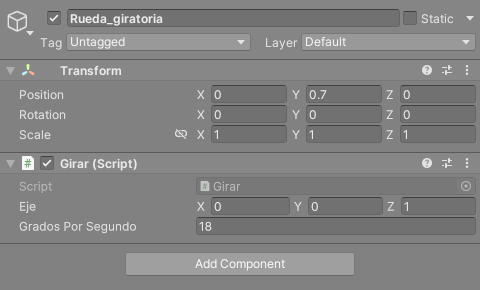 Rueda_giratoria Static
Tag Untagged Layer Default
Transform
Position X 0 Y 0.7 Z 0
Rotation X 0 Y 0 Z 0
Scale X 1 Y 1 Z 1
# Girar (Script)
Script # Girar
Eje X 0 Y 0 Z 1
Grados Por Segundo 18
Add Component